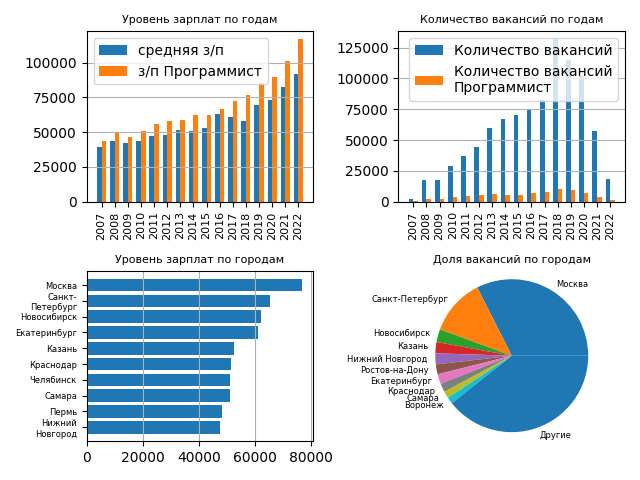 Уровень зарплат по годам
средняя з/п
з/п Программист
100000
75000
50000
25000
0
2007
2008
2009
2010
2011
2012
2013
2014
2015
2016
2017
2018
2019
2020
2021
2022
Количество вакансий по годам
Количество вакансий
Количество вакансий
Программист
125000
100000
75000
50000
25000
0
2007
2008
2009
2010
2011
2012
2013
2014
2015
2016
2017
2018
2019
2020
2021
2022
Уровень зарплат по городам
Москва
Санкт-
Петербург
Новосибирск
Екатеринбург
Казань
Краснодар
Челябинск
Самара
Пермь
Нижний
Новгород
0
20000
40000
60000
80000
Доля вакансий по городам
Москва
Санкт-Петербург
Новосибирск
Казань
Нижний Новгород
Ростов-на-Дону
Екатеринбург
Краснодар
Самара
Воронеж
Другие